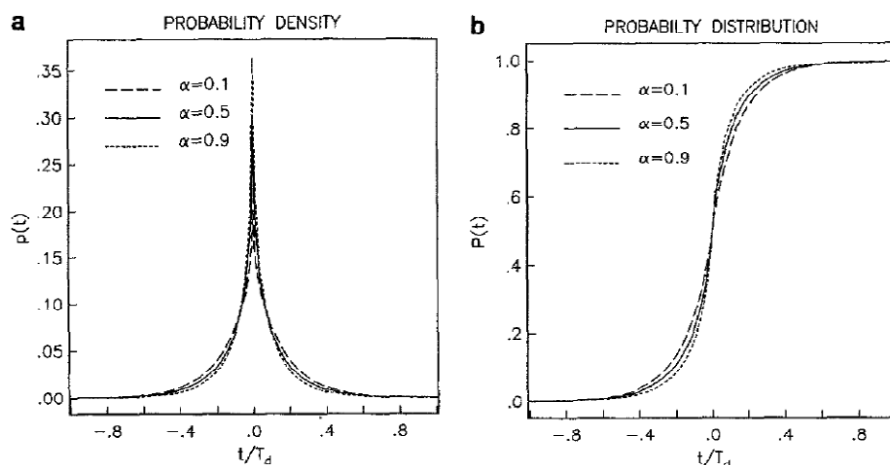 a PROBABILITY DENSITY
.35
.30
.25
.20
.15
.10
.05
.00
p(t)
α=0.1
α=0.5
α=0.9
−.8 −.4 .0 .4 .8
t/T_d
b PROBABILTY DISTRIBUTION
1.0
.8
.6
.4
.2
.0
P(t)
α=0.1
α=0.5
α=0.9
−.8 −.4 .0 .4 .8
t/T_d